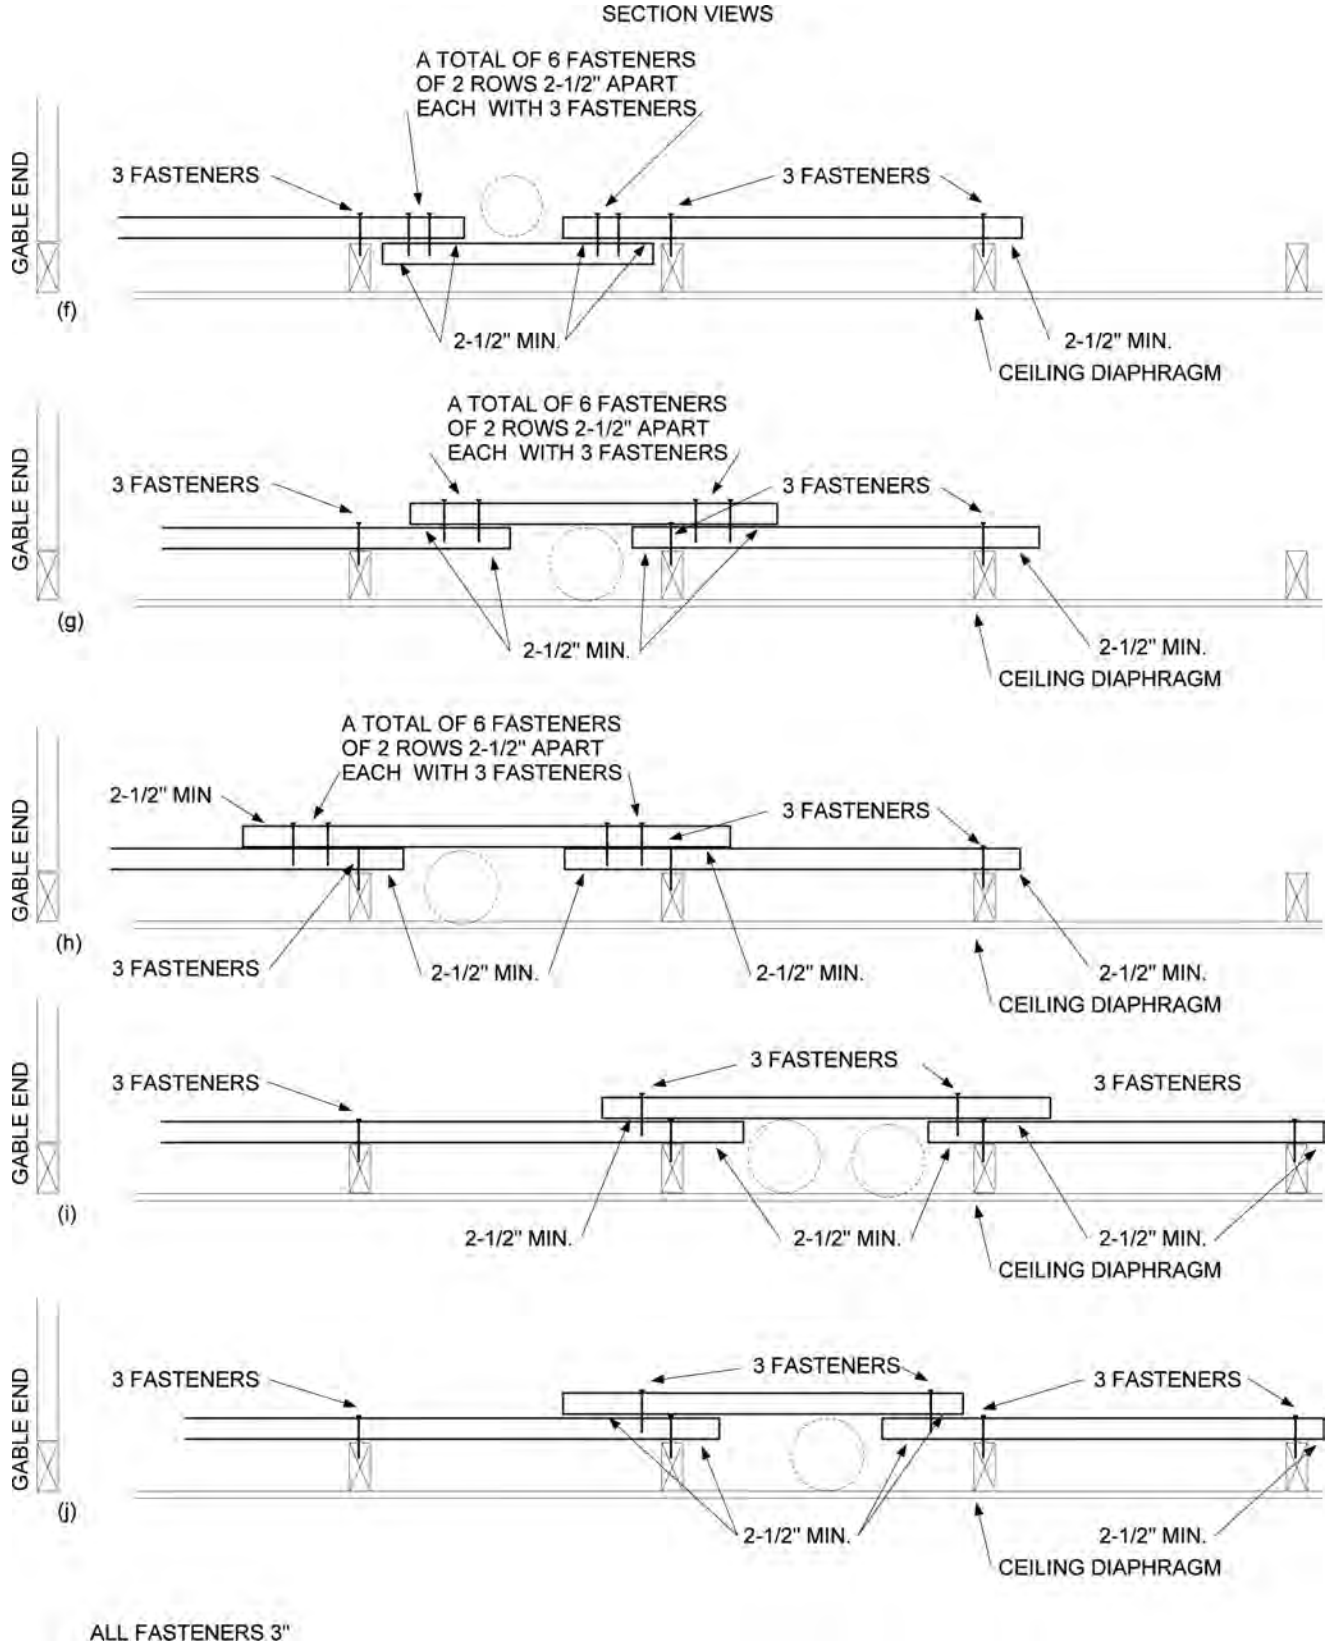 SECTION VIEWS
A TOTAL OF 6 FASTENERS
OF 2 ROWS 2-1/2" APART
EACH WITH 3 FASTENERS
3 FASTENERS
3 FASTENERS
GABLE END
(f)
2-1/2" MIN.
2-1/2" MIN.
CEILING DIAPHRAGM
A TOTAL OF 6 FASTENERS
OF 2 ROWS 2-1/2" APART
EACH WITH 3 FASTENERS
3 FASTENERS
3 FASTENERS
GABLE END
(g)
2-1/2" MIN.
2-1/2" MIN.
CEILING DIAPHRAGM
A TOTAL OF 6 FASTENERS
OF 2 ROWS 2-1/2" APART
EACH WITH 3 FASTENERS
2-1/2" MIN
3 FASTENERS
GABLE END
(h)
3 FASTENERS
2-1/2" MIN.
2-1/2" MIN.
2-1/2" MIN.
CEILING DIAPHRAGM
3 FASTENERS
3 FASTENERS
3 FASTENERS
GABLE END
(i)
2-1/2" MIN.
2-1/2" MIN.
2-1/2" MIN.
CEILING DIAPHRAGM
3 FASTENERS
3 FASTENERS
3 FASTENERS
GABLE END
(j)
2-1/2" MIN.
2-1/2" MIN.
CEILING DIAPHRAGM
ALL FASTENERS 3"